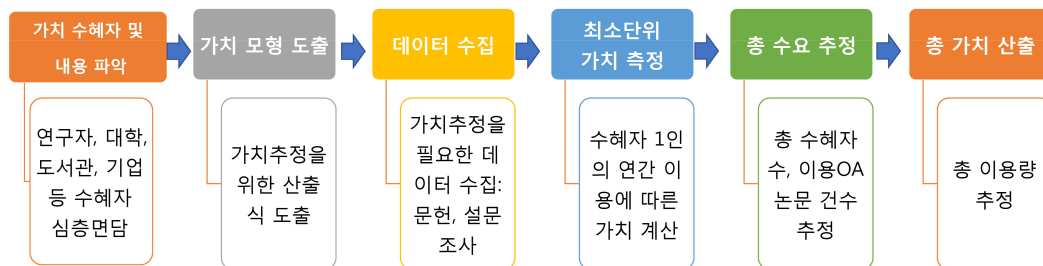 가치 수혜자 및
내용 파악
연구자, 대학,
도서관, 기업
등 수혜자
심층면담
가치 모형 도출
가치추정을
위한 산출
식 도출
데이터 수집
가치추정을
필요한 데
이터 수집:
문헌, 설문
조사
최소단위
가치 측정
수혜자 1인
의 연간 이
용에 따른
가치 계산
총 수요 추정
총 수혜자
수, 이용OA
논문 건수
추정
총 가치 산출
총 이용량
추정